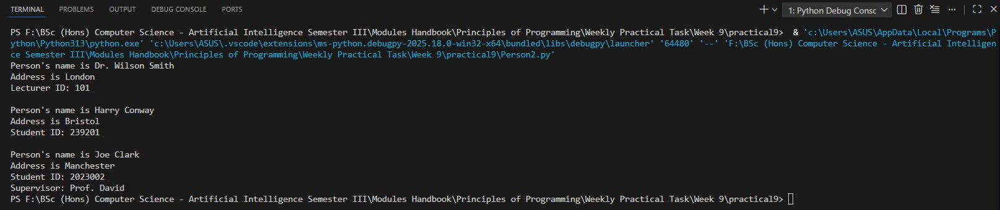 TERMINAL PROBLEMS OUTPUT DEBUG CONSOLE PORTS 1: Python Debug Consc
PS F:\BSc (Hons) Computer Science - Artificial Intelligence Semester III\Modules Handbook\Principles of Programming\Weekly Practical Task\Week 9\practical9>  & 'c:\Users\ASUS\AppData\Local\Programs\P
ython\Python313\python.exe' 'c:\Users\ASUS\.vscode\extensions\ms-python.debugpy-2025.18.0-win32-x64\bundled\libs\debugpy\launcher' '64480' '--' 'F:\BSc (Hons) Computer Science - Artificial Intelligen
ce Semester III\Modules Handbook\Principles of Programming\Weekly Practical Task\Week 9\practical9\Person2.py'
Person's name is Dr. Wilson Smith
Address is London
Lecturer ID: 101
Person's name is Harry Conway
Address is Bristol
Student ID: 239201
Person's name is Joe Clark
Address is Manchester
Student ID: 2023002
Supervisor: Prof. David
PS F:\BSc (Hons) Computer Science - Artificial Intelligence Semester III\Modules Handbook\Principles of Programming\Weekly Practical Task\Week 9\practical9>